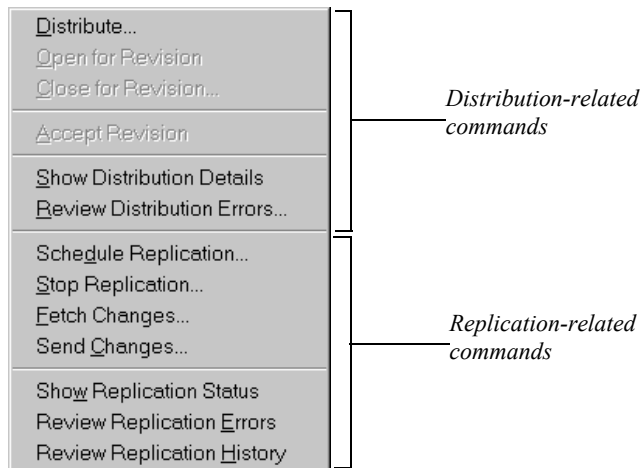 Distribute...
Open for Revision
Close for Revision...
Accept Revision
Show Distribution Details
Review Distribution Errors...
Distribution-related
commands
Schedule Replication...
Stop Replication...
Fetch Changes...
Send Changes...
Show Replication Status
Review Replication Errors
Review Replication History
Replication-related
commands